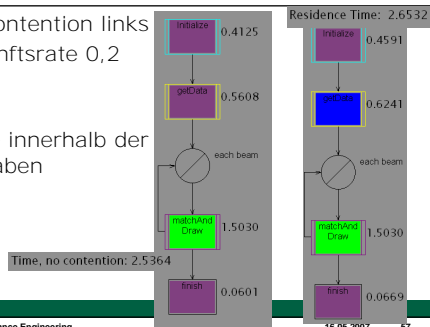 ontention links
nftsrate 0,2
innerhalb der
aben
Initialize
0.4125
getData
0.5608
each beam
matchAnd
Draw
1.5030
Time, no contention: 2.5364
finish
0.0601
Residence Time: 2.6532
Initialize
0.4591
getData
0.6241
each beam
matchAnd
Draw
1.5030
finish
0.0669
nce Engineering
16.05.2007 57